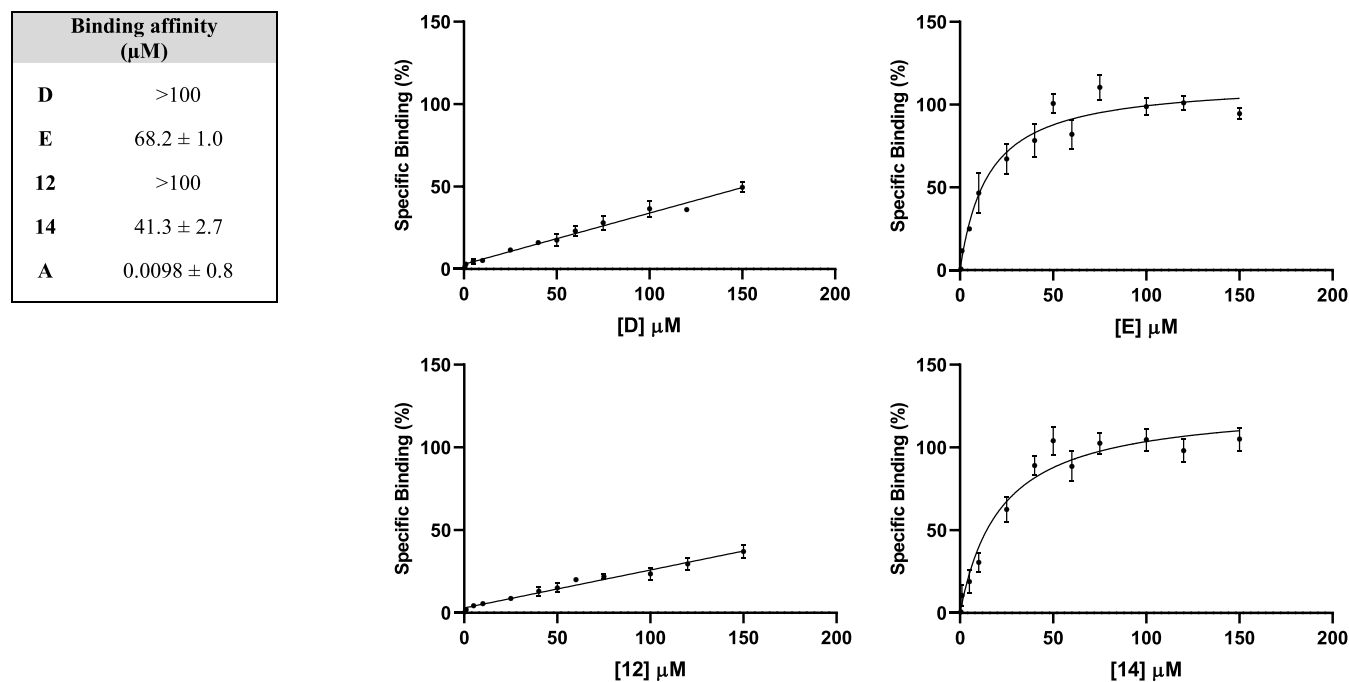 Binding affinity
(µM)
D >100
E 68.2 ± 1.0
12 >100
14 41.3 ± 2.7
A 0.0098 ± 0.8
150
100
50
0
Specific Binding (%)
0 50 100 150 200
[D] µM
150
100
50
0
Specific Binding (%)
0 50 100 150 200
[E] µM
150
100
50
0
Specific Binding (%)
0 50 100 150 200
[12] µM
150
100
50
0
Specific Binding (%)
0 50 100 150 200
[14] µM